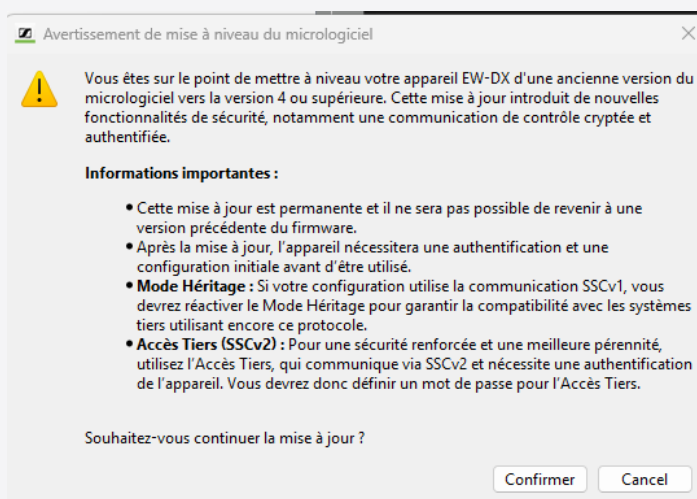 Avertissement de mise à niveau du micrologiciel
Vous êtes sur le point de mettre à niveau votre appareil EW-DX d'une ancienne version du
micrologiciel vers la version 4 ou supérieure. Cette mise à jour introduit de nouvelles
fonctionnalités de sécurité, notamment une communication de contrôle cryptée et
authentifiée.
Informations importantes :
• Cette mise à jour est permanente et il ne sera pas possible de revenir à une
version précédente du firmware.
• Après la mise à jour, l'appareil nécessitera une authentification et une
configuration initiale avant d'être utilisé.
• Mode Héritage : Si votre configuration utilise la communication SSCv1, vous
devrez réactiver le Mode Héritage pour garantir la compatibilité avec les systèmes
tiers utilisant encore ce protocole.
• Accès Tiers (SSCv2) : Pour une sécurité renforcée et une meilleure pérennité,
utilisez l'Accès Tiers, qui communique via SSCv2 et nécessite une authentification
de l'appareil. Vous devrez donc définir un mot de passe pour l'Accès Tiers.
Souhaitez-vous continuer la mise à jour ?
Confirmer Cancel